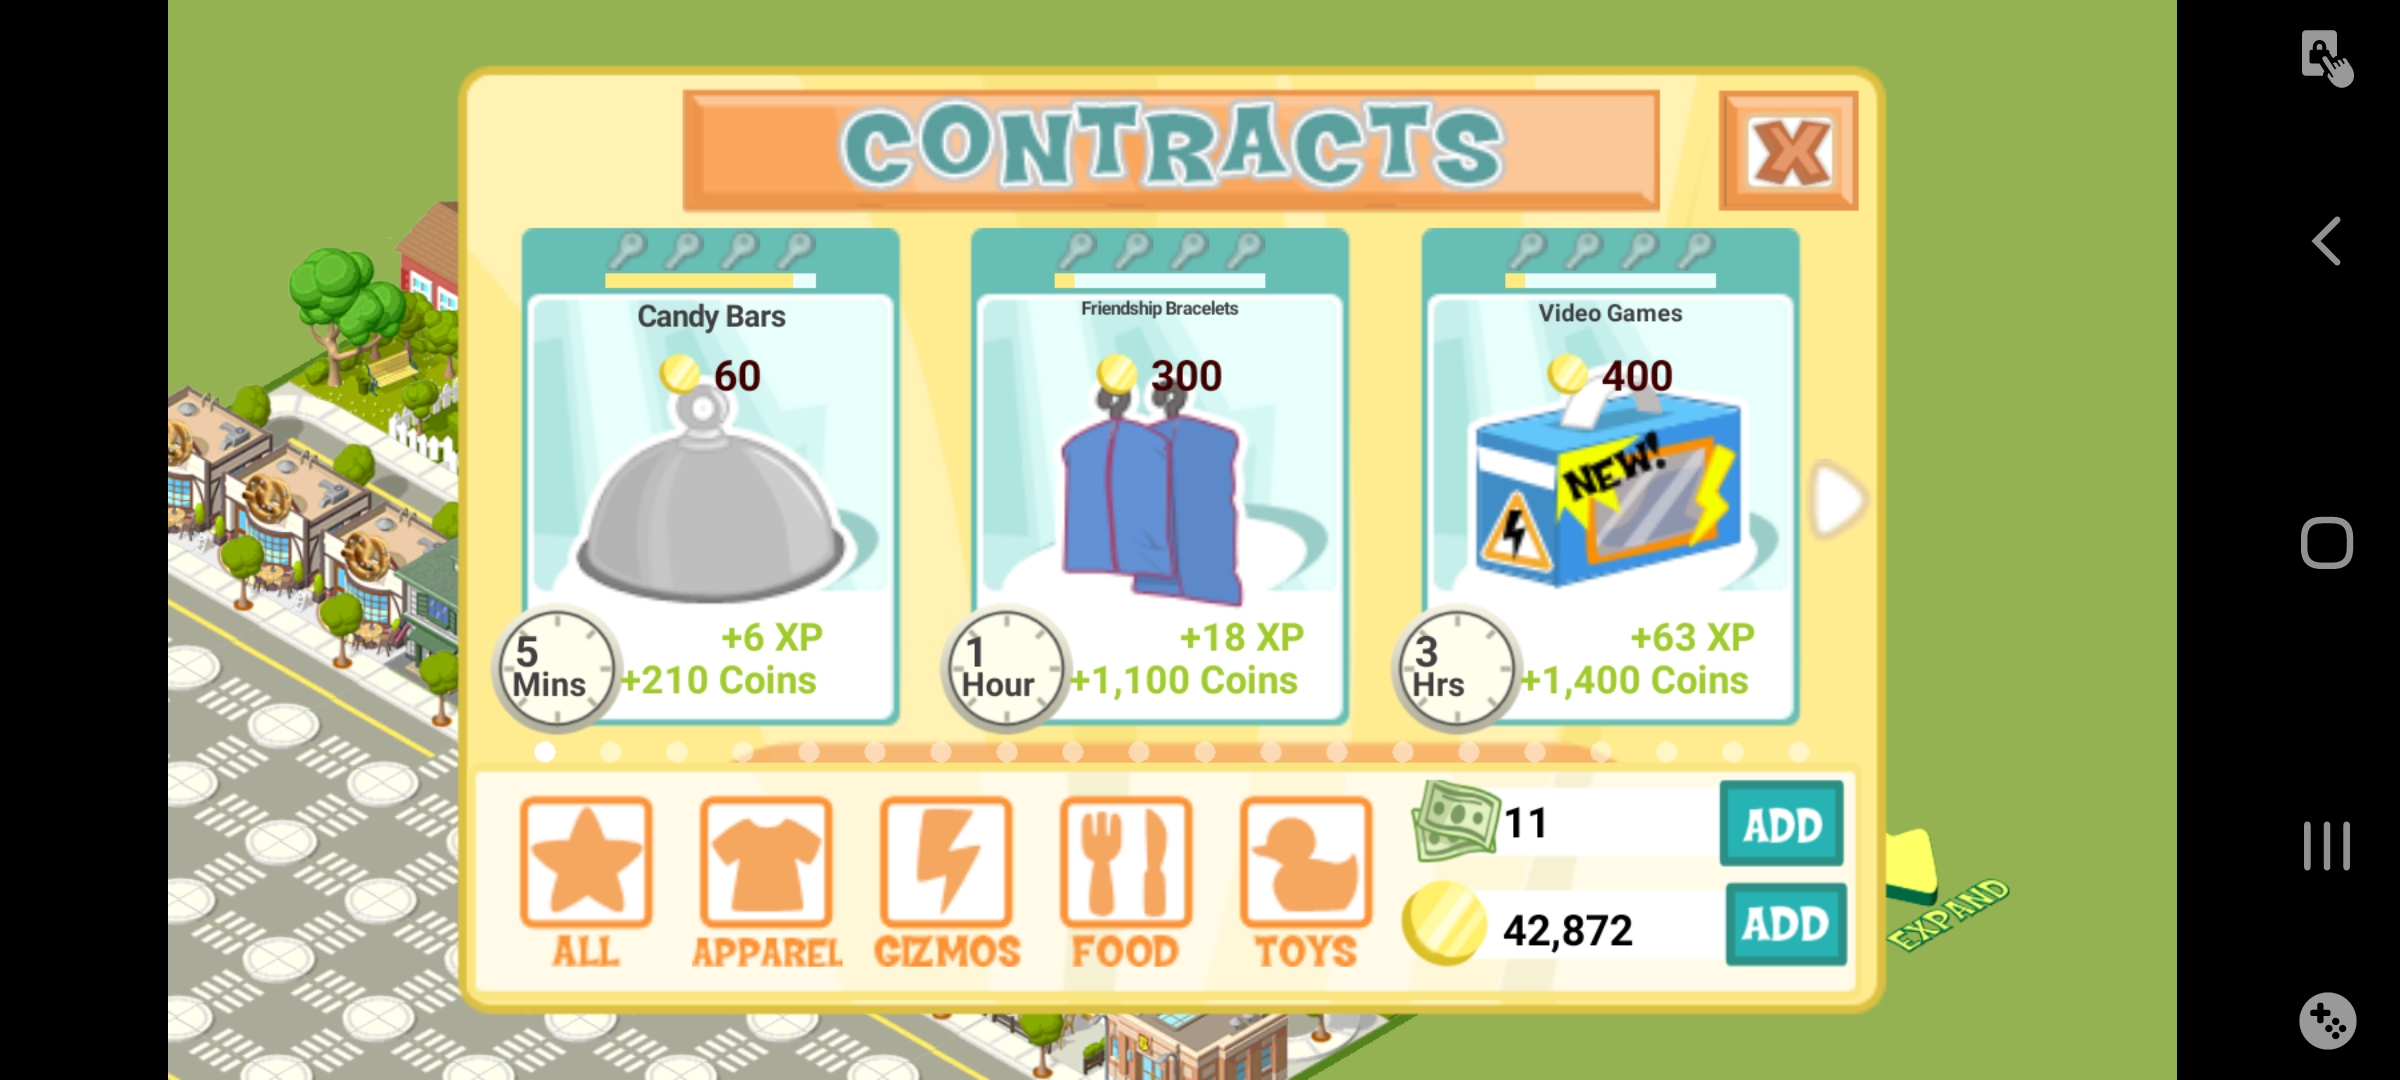 CONTRACTS
X
Candy Bars
60
5
Mins
+6 XP
+210 Coins
Friendship Bracelets
300
1
Hour
+18 XP
+1,100 Coins
Video Games
400
NEW!
3
Hrs
+63 XP
+1,400 Coins
ALL
APPAREL
GIZMOS
FOOD
TOYS
11
ADD
42,872
ADD
EXPAND